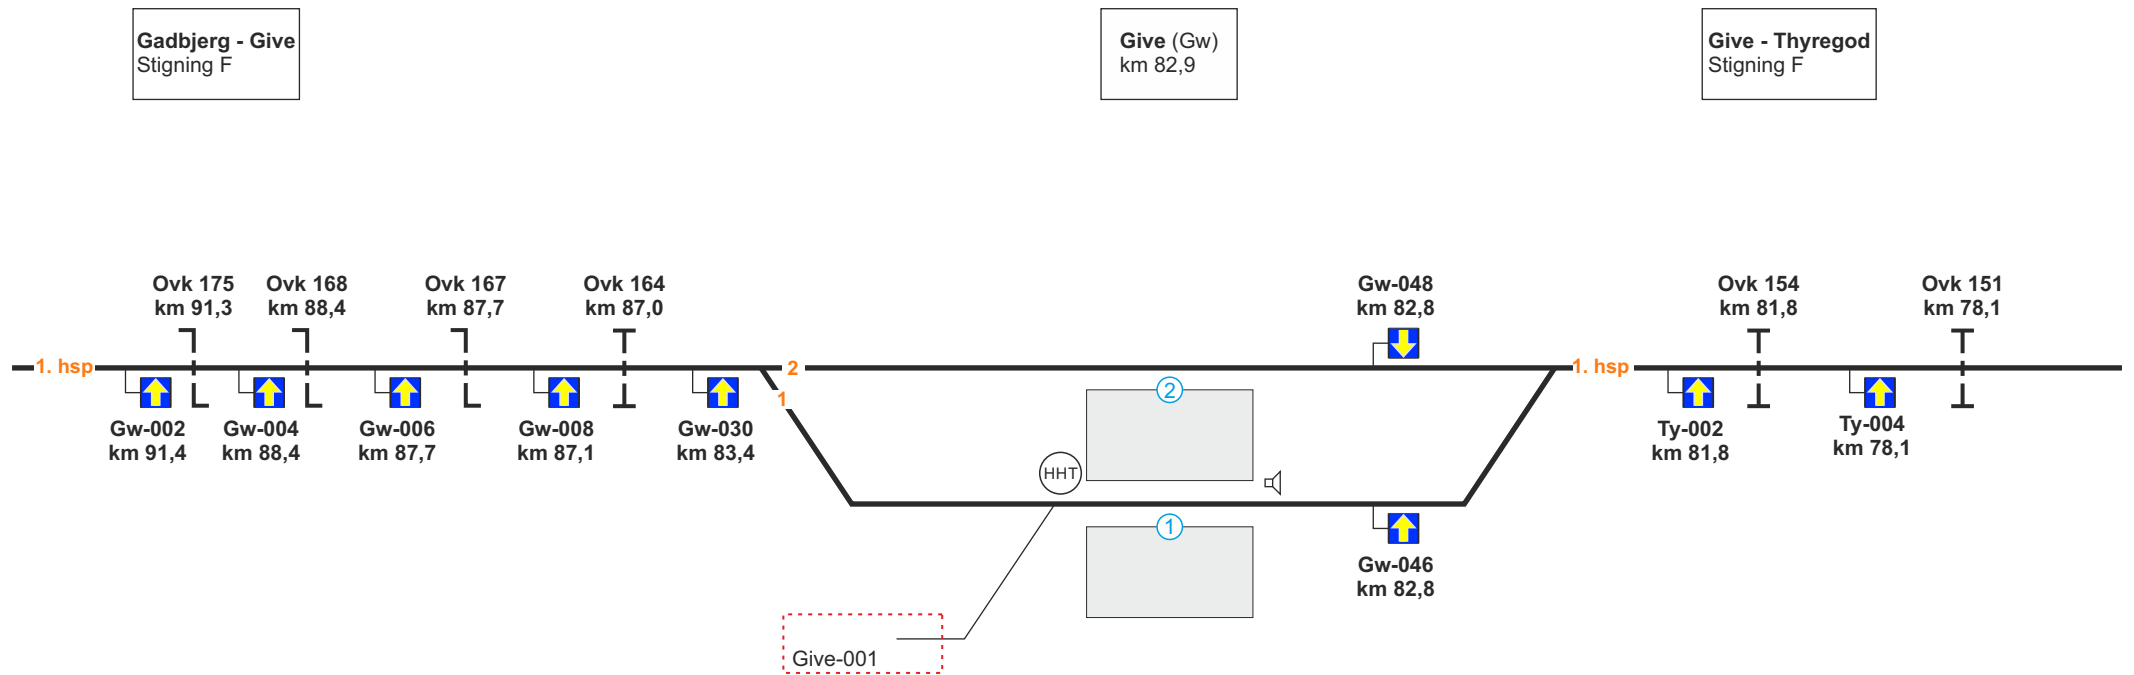 Gadbjerg - Give
Stigning F
Give (Gw)
km 82,9
Give - Thyregod
Stigning F
Ovk 175
km 91,3
Ovk 168
km 88,4
Ovk 167
km 87,7
Ovk 164
km 87,0
Gw-048
km 82,8
Ovk 154
km 81,8
Ovk 151
km 78,1
1. hsp
2
1. hsp
1
2
Gw-002
km 91,4
Gw-004
km 88,4
Gw-006
km 87,7
Gw-008
km 87,1
Gw-030
km 83,4
Ty-002
km 81,8
Ty-004
km 78,1
HHT
1
Gw-046
km 82,8
Give-001